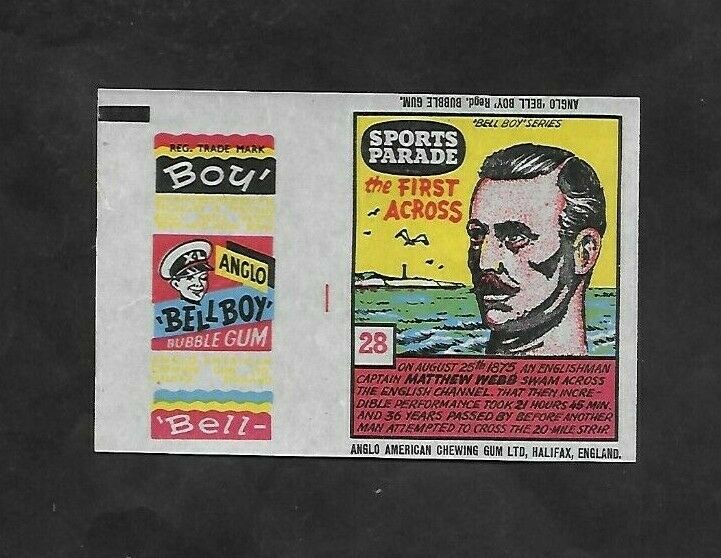 REG. TRADE MARK
Boy'
XL
ANGLO
'BELL BOY'
BUBBLE GUM
'Bell-
ANGLO 'BELL BOY' Regd. BUBBLE GUM.
'BELL BOY' SERIES
SPORTS
PARADE
the FIRST
ACROSS
28
ON AUGUST 25th 1875 AN ENGLISHMAN
CAPTAIN MATTHEW WEBB SWAM ACROSS
THE ENGLISH CHANNEL. THAT THEN INCRE-
DIBLE PERFORMANCE TOOK 21 HOURS 45 MIN.
AND 36 YEARS PASSED BY BEFORE ANOTHER
MAN ATTEMPTED TO CROSS THE 20-MILE STRIP.
ANGLO AMERICAN CHEWING GUM LTD, HALIFAX, ENGLAND.